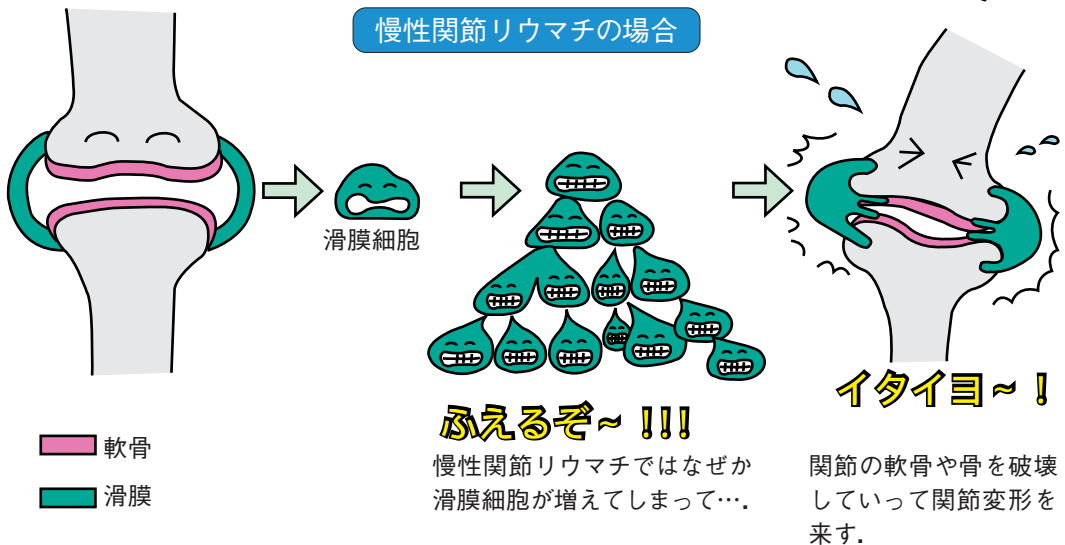 慢性関節リウマチの場合
滑膜細胞
軟骨
滑膜
ふえるぞ~!!!
慢性関節リウマチではなぜか
滑膜細胞が増えてしまって….
イタイヨ~!
関節の軟骨や骨を破壊
していって関節変形を
来す.